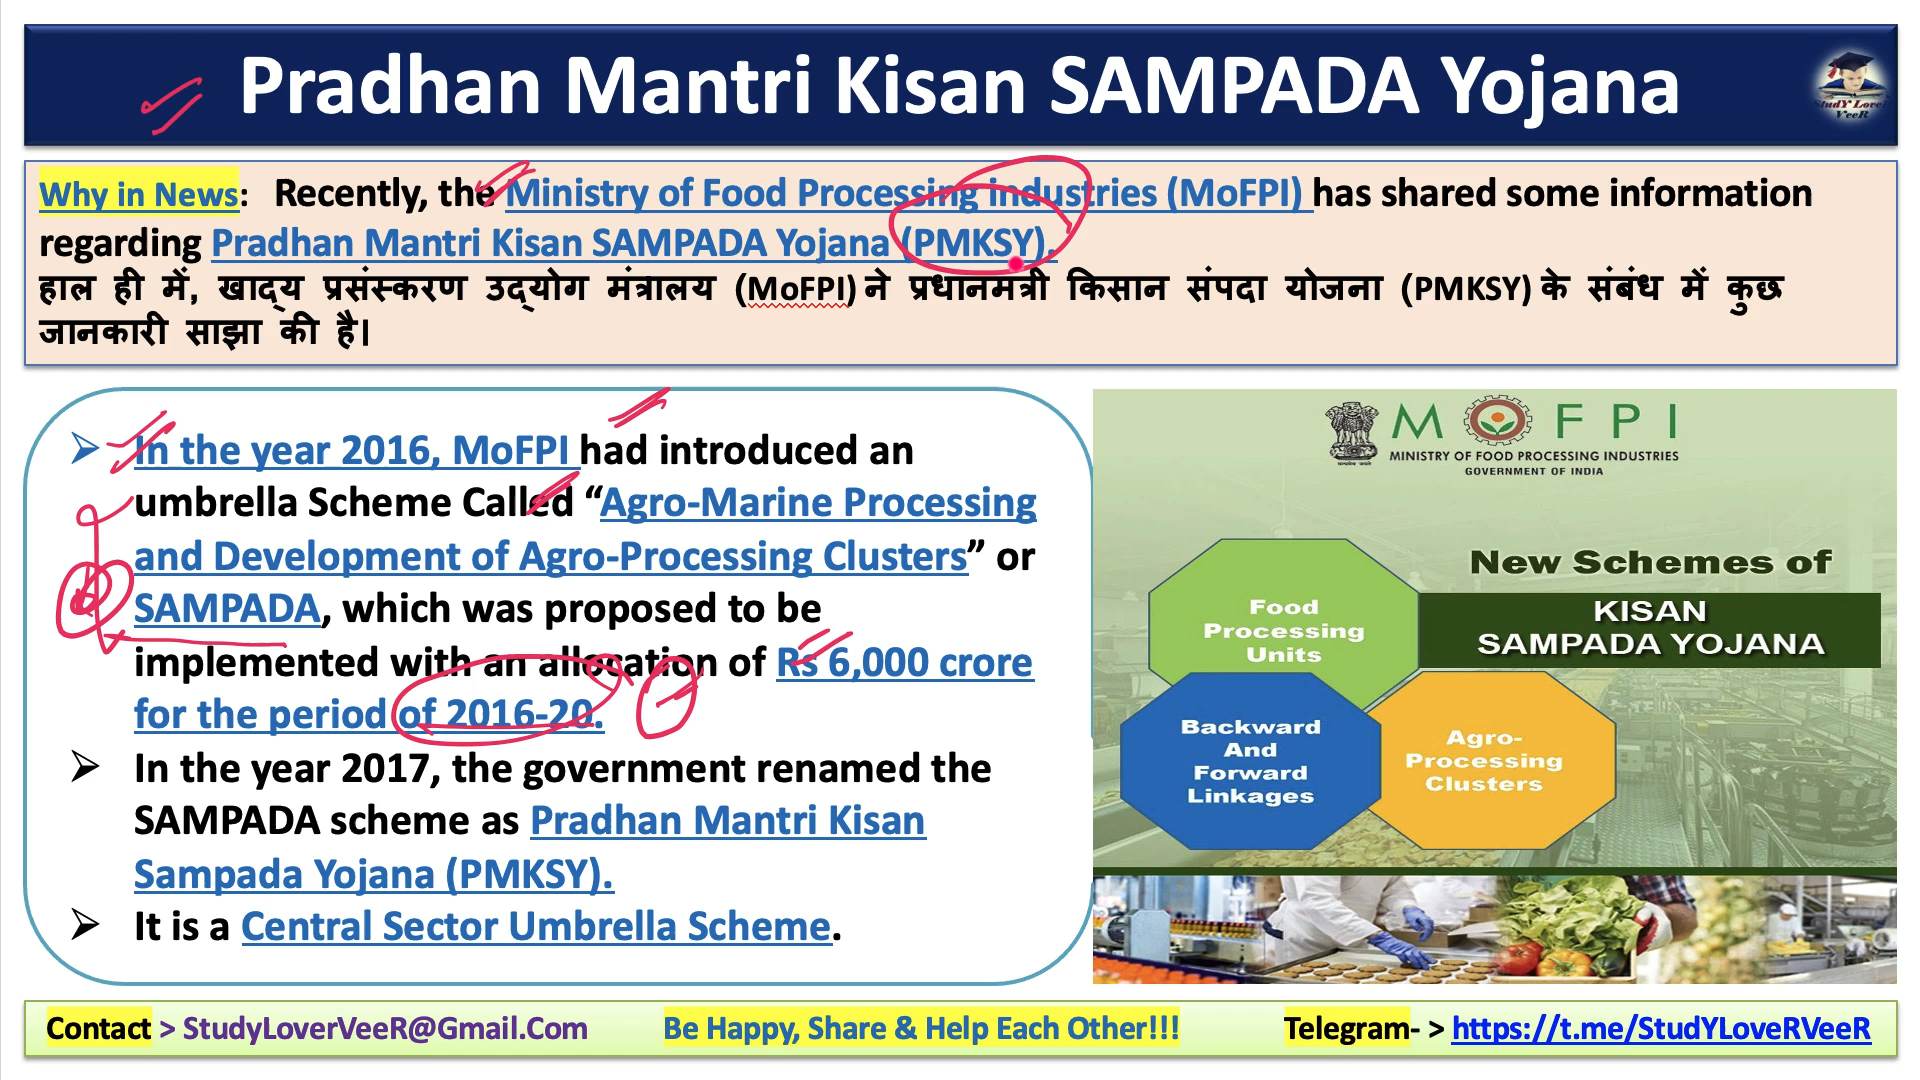 Pradhan Mantri Kisan SAMPADA Yojana
StudY LoveR
VeeR
Why in News: Recently, the Ministry of Food Processing industries (MoFPI) has shared some information
regarding Pradhan Mantri Kisan SAMPADA Yojana (PMKSY).
हाल ही में, खाद्य प्रसंस्करण उद्योग मंत्रालय (MoFPI) ने प्रधानमंत्री किसान संपदा योजना (PMKSY) के संबंध में कुछ
जानकारी साझा की है।
➢ In the year 2016, MoFPI had introduced an
umbrella Scheme Called “Agro-Marine Processing
and Development of Agro-Processing Clusters” or
SAMPADA, which was proposed to be
implemented with an allocation of Rs 6,000 crore
for the period of 2016-20.
➢ In the year 2017, the government renamed the
SAMPADA scheme as Pradhan Mantri Kisan
Sampada Yojana (PMKSY).
➢ It is a Central Sector Umbrella Scheme.
MOFPI
MINISTRY OF FOOD PROCESSING INDUSTRIES
GOVERNMENT OF INDIA
New Schemes of
KISAN
SAMPADA YOJANA
Food
Processing
Units
Backward
And
Forward
Linkages
Agro-
Processing
Clusters
Contact > StudyLoverVeeR@Gmail.Com Be Happy, Share & Help Each Other!!! Telegram- > https://t.me/StudYLoveRVeeR